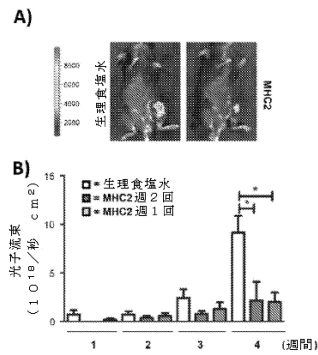 A)
8000
6000
4000
2000
生理食塩水
MHC2
B)
光子流束
(10¹⁸/秒 cm²)
15
10
5
0
= 生理食塩水
= MHC2 週2回
= MHC2 週1回
*
*
1 2 3 4 (週間)